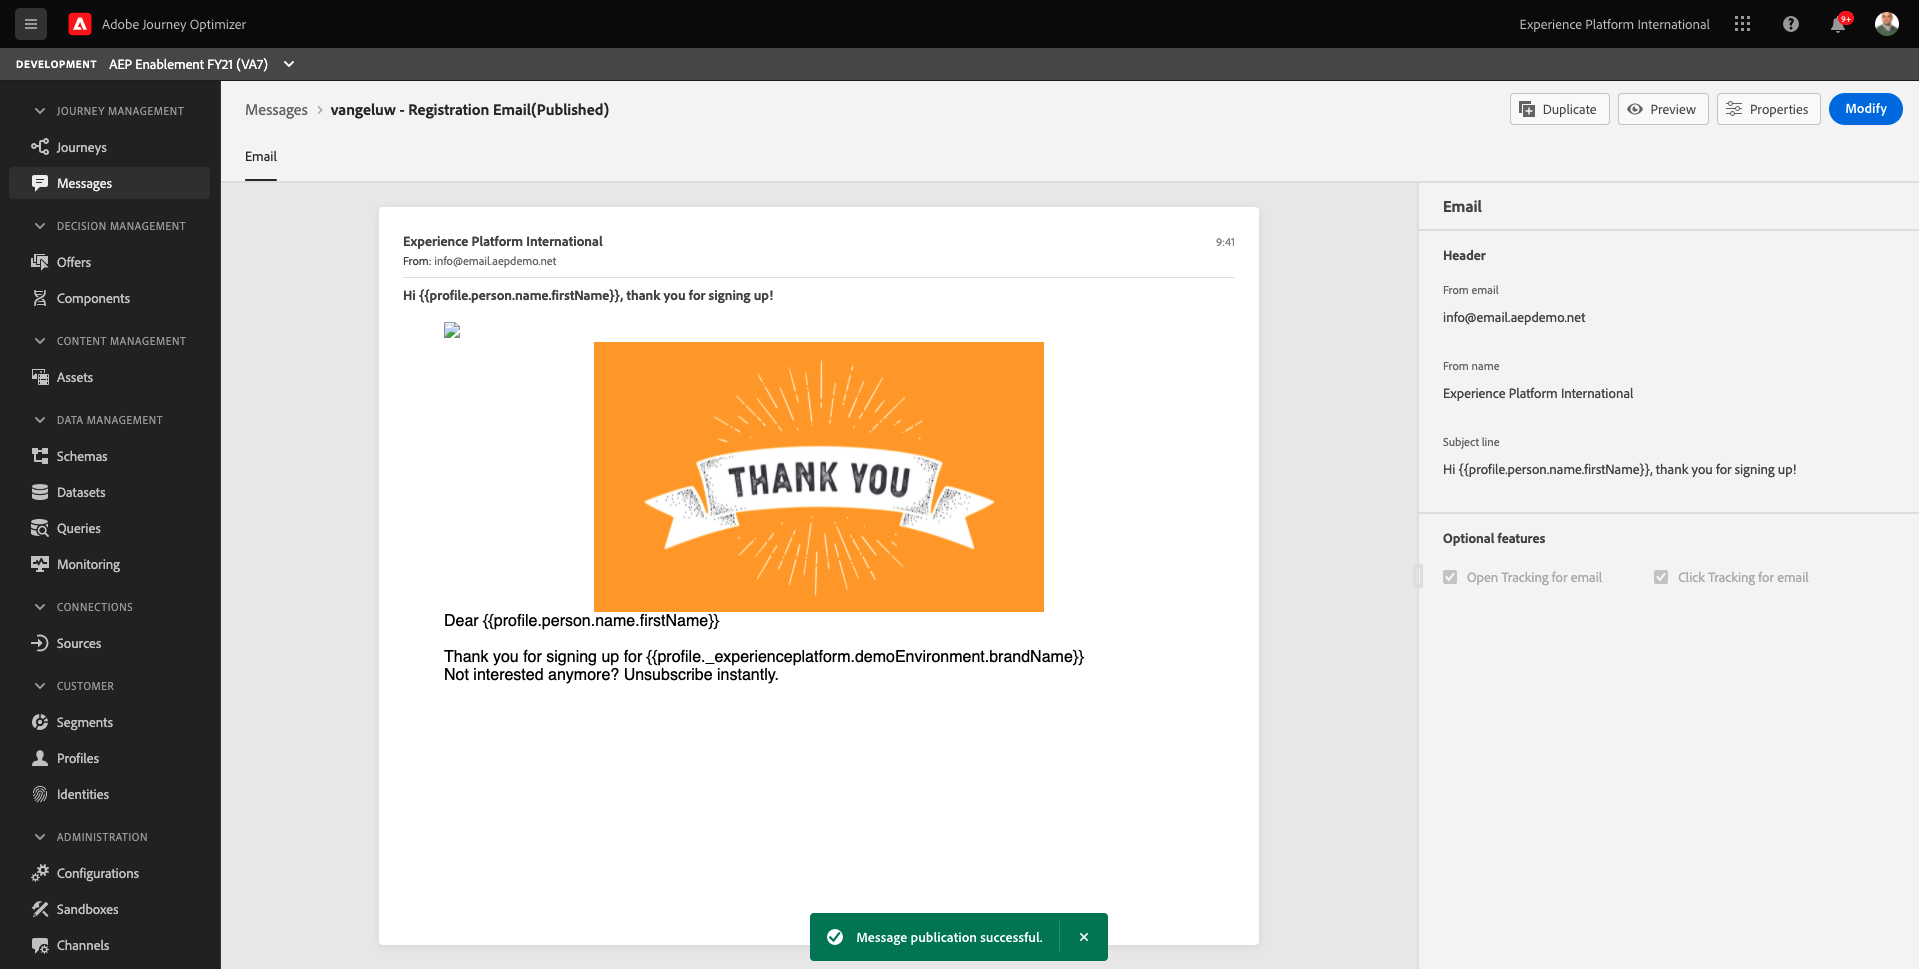 Adobe Journey Optimizer
Experience Platform International
9+
DEVELOPMENT AEP Enablement FY21 (VA7)
JOURNEY MANAGEMENT
Journeys
Messages
DECISION MANAGEMENT
Offers
Components
CONTENT MANAGEMENT
Assets
DATA MANAGEMENT
Schemas
Datasets
Queries
Monitoring
CONNECTIONS
Sources
CUSTOMER
Segments
Profiles
Identities
ADMINISTRATION
Configurations
Sandboxes
Channels
Messages > vangeluw - Registration Email(Published)
Duplicate
Preview
Properties
Modify
Email
Experience Platform International
9:41
From: info@email.aepdemo.net
Hi {{profile.person.name.firstName}}, thank you for signing up!
THANK YOU
Dear {{profile.person.name.firstName}}
Thank you for signing up for {{profile._experienceplatform.demoEnvironment.brandName}}
Not interested anymore? Unsubscribe instantly.
Message publication successful.
Email
Header
From email
info@email.aepdemo.net
From name
Experience Platform International
Subject line
Hi {{profile.person.name.firstName}}, thank you for signing up!
Optional features
Open Tracking for email
Click Tracking for email